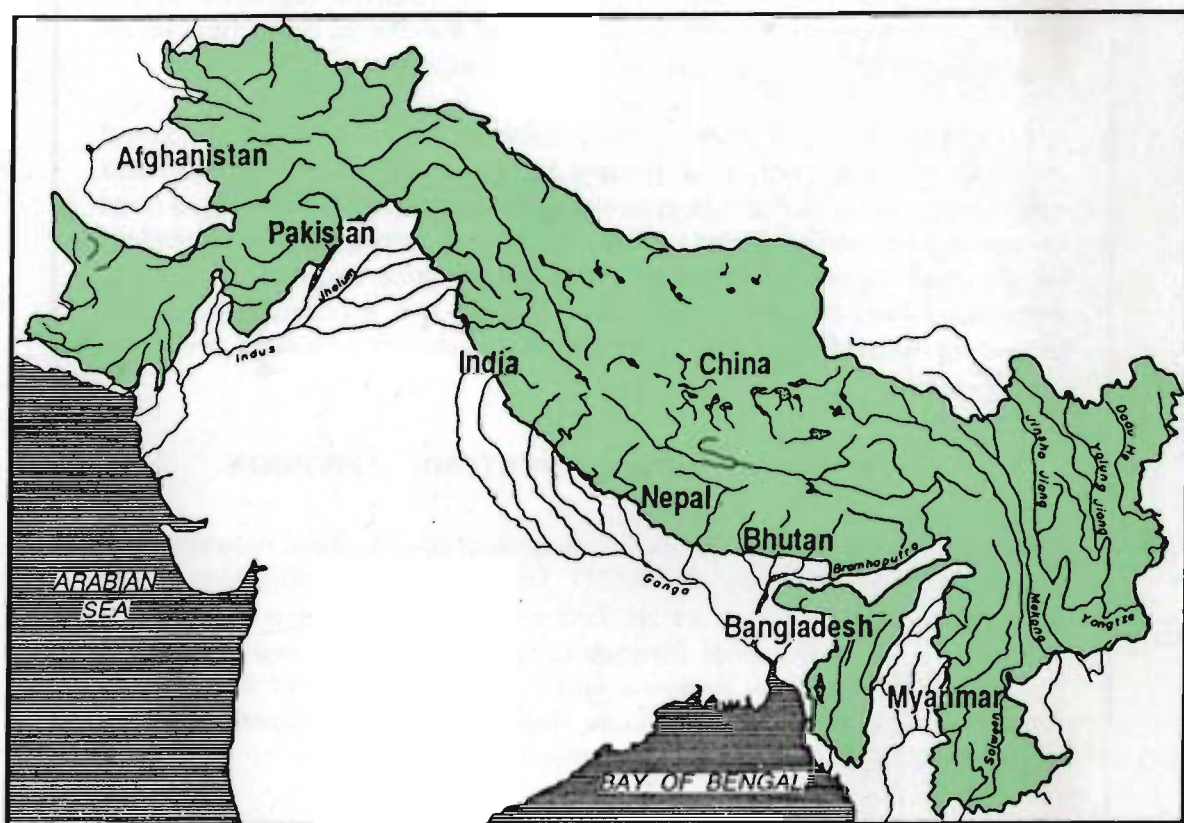 Afghanistan
Pakistan
Jhelum
Indus
India
China
Jingha Jiang
Yalung Jiang
Dadu He
Nepal
Bhutan
Bramhaputra
Ganga
ARABIAN
SEA
Bangladesh
Mekong
Yangtze
Myanmar
Salween
BAY OF BENGAL